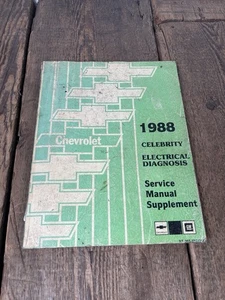 Chevrolet
1988
CELEBRITY
ELECTRICAL
DIAGNOSIS
Service
Manual
Supplement